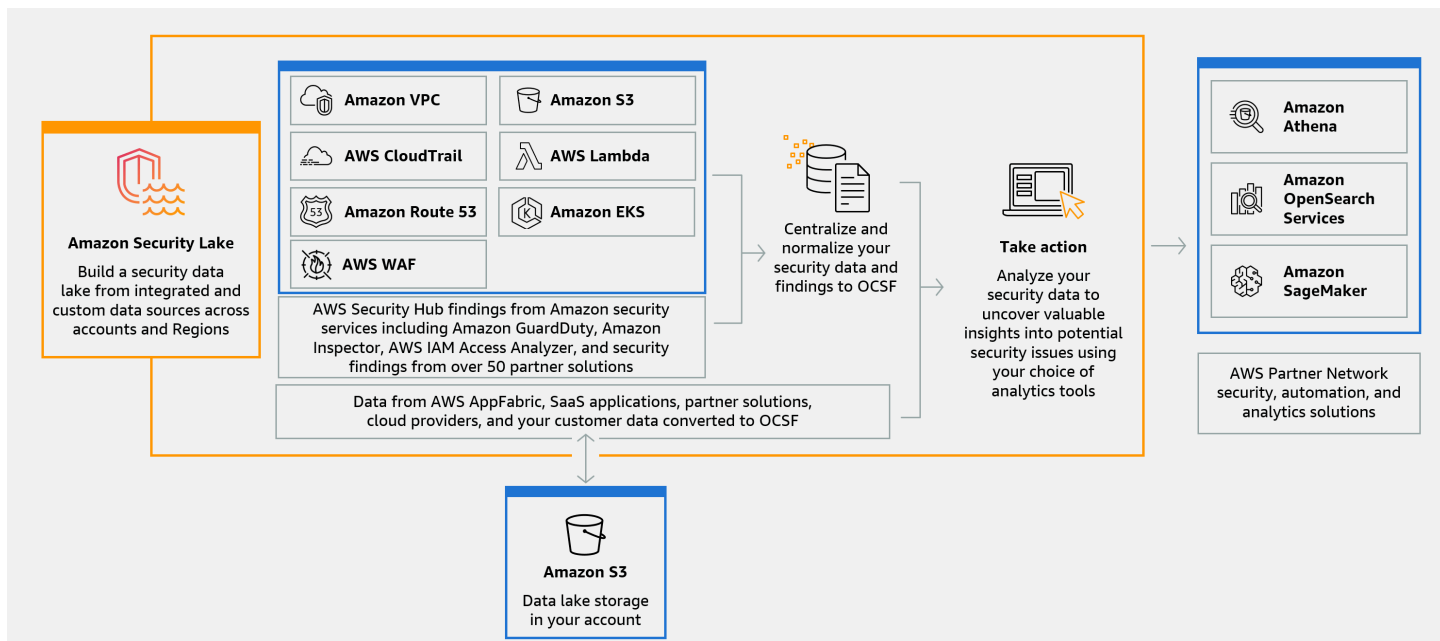 Amazon Security Lake
Build a security data
lake from integrated and
custom data sources across
accounts and Regions
Amazon VPC
Amazon S3
AWS CloudTrail
AWS Lambda
53
Amazon Route 53
K
Amazon EKS
AWS WAF
AWS Security Hub findings from Amazon security
services including Amazon GuardDuty, Amazon
Inspector, AWS IAM Access Analyzer, and security
findings from over 50 partner solutions
Data from AWS AppFabric, SaaS applications, partner solutions,
cloud providers, and your customer data converted to OCSF
Centralize and
normalize your
security data and
findings to OCSF
Take action
Analyze your
security data to
uncover valuable
insights into potential
security issues using
your choice of
analytics tools
Amazon
Athena
Amazon
OpenSearch
Services
Amazon
SageMaker
AWS Partner Network
security, automation, and
analytics solutions
Amazon S3
Data lake storage
in your account